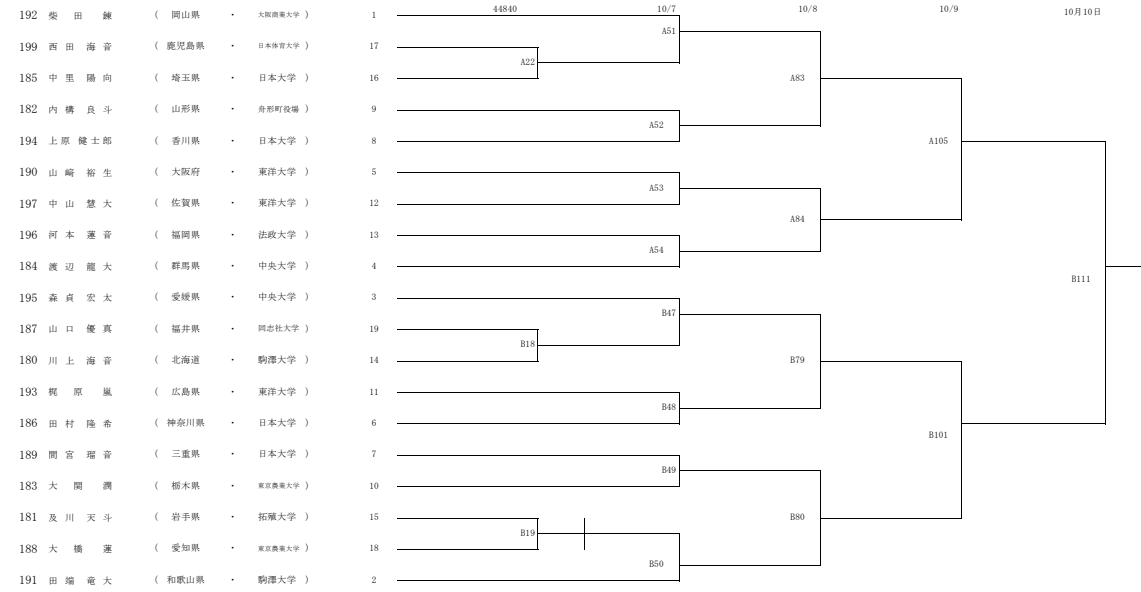 44840 10/7 10/8 10/9 10月10日
192 柴田 錬 ( 岡山県 ・ 大阪商業大学 ) 1
A51
199 西田 海音 ( 鹿児島県 ・ 日本体育大学 ) 17
A22
185 中里 陽向 ( 埼玉県 ・ 日本大学 ) 16
A83
182 内構 良斗 ( 山形県 ・ 舟形町役場 ) 9
A52
194 上原 健士郎 ( 香川県 ・ 日本大学 ) 8
A105
190 山﨑 裕生 ( 大阪府 ・ 東洋大学 ) 5
A53
197 中山 慧大 ( 佐賀県 ・ 東洋大学 ) 12
A84
196 河本 蓮音 ( 福岡県 ・ 法政大学 ) 13
A54
184 渡辺 龍大 ( 群馬県 ・ 中央大学 ) 4
B111
195 森貞 宏太 ( 愛媛県 ・ 中央大学 ) 3
B47
187 山口 優真 ( 福井県 ・ 同志社大学 ) 19
B18
180 川上 海音 ( 北海道 ・ 駒澤大学 ) 14
B79
193 梶原 嵐 ( 広島県 ・ 東洋大学 ) 11
B48
186 田村 隆希 ( 神奈川県 ・ 日本大学 ) 6
B101
189 間宮 瑠音 ( 三重県 ・ 日本大学 ) 7
B49
183 大関 潤 ( 栃木県 ・ 東京農業大学 ) 10
181 及川 天斗 ( 岩手県 ・ 拓殖大学 ) 15
B80
B19
188 大橋 蓮 ( 愛知県 ・ 東京農業大学 ) 18
B50
191 田端 竜大 ( 和歌山県 ・ 駒澤大学 ) 2